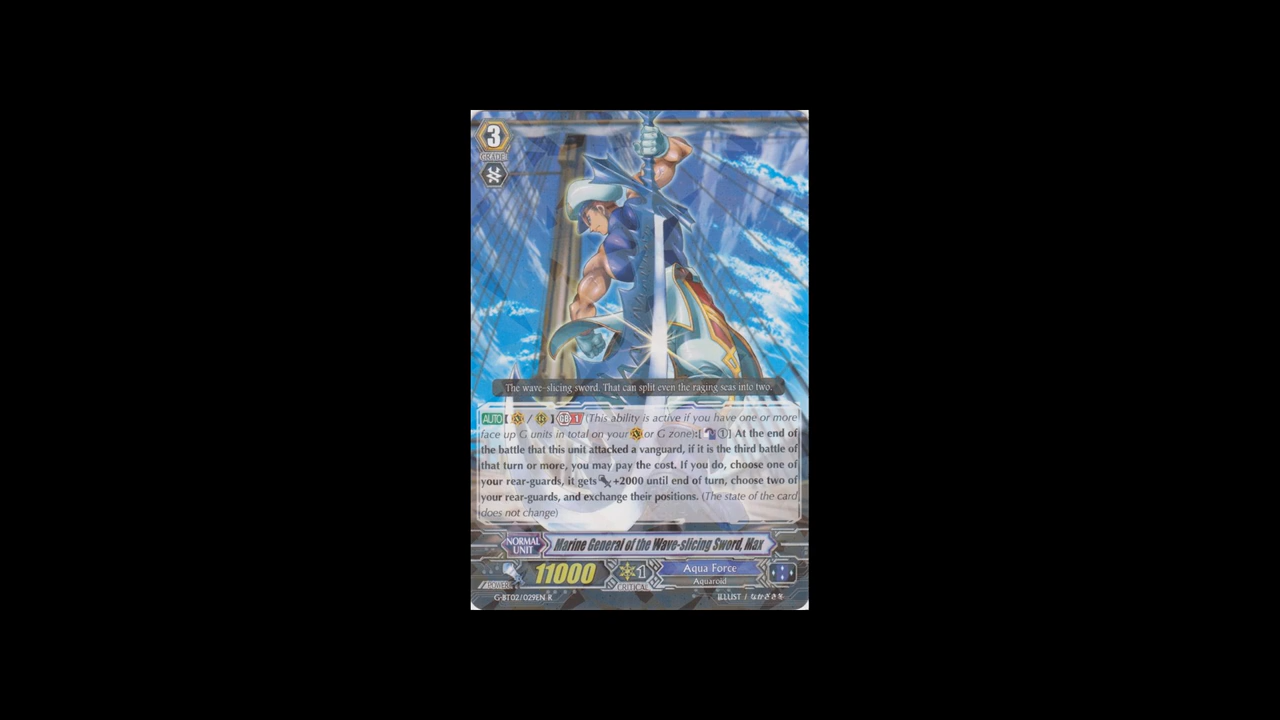 3
GRADE
The wave-slicing sword. That can split even the raging seas into two.
AUTO [ / ] GB 1 (This ability is active if you have one or more
face up G units in total on your or G zone):[ ①] At the end of
the battle that this unit attacked a vanguard, if it is the third battle of
that turn or more, you may pay the cost. If you do, choose one of
your rear-guards, it gets +2000 until end of turn, choose two of
your rear-guards, and exchange their positions. (The state of the card
does not change)
NORMAL
UNIT
Marine General of the Wave-slicing Sword, Max
POWER 11000 1 CRITICAL Aqua Force
Aquaroid
G-BT02/029EN R ILLUST / なかざき冬